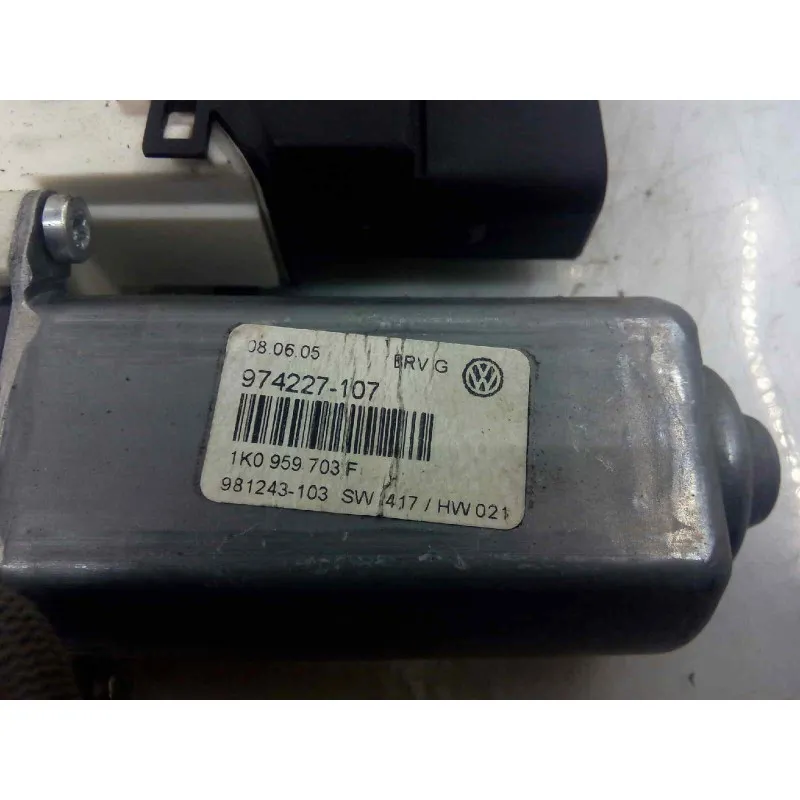 08.06.05 BRV G
974227-107
1K0 959 703 F
981243-103 SW 417 / HW 021